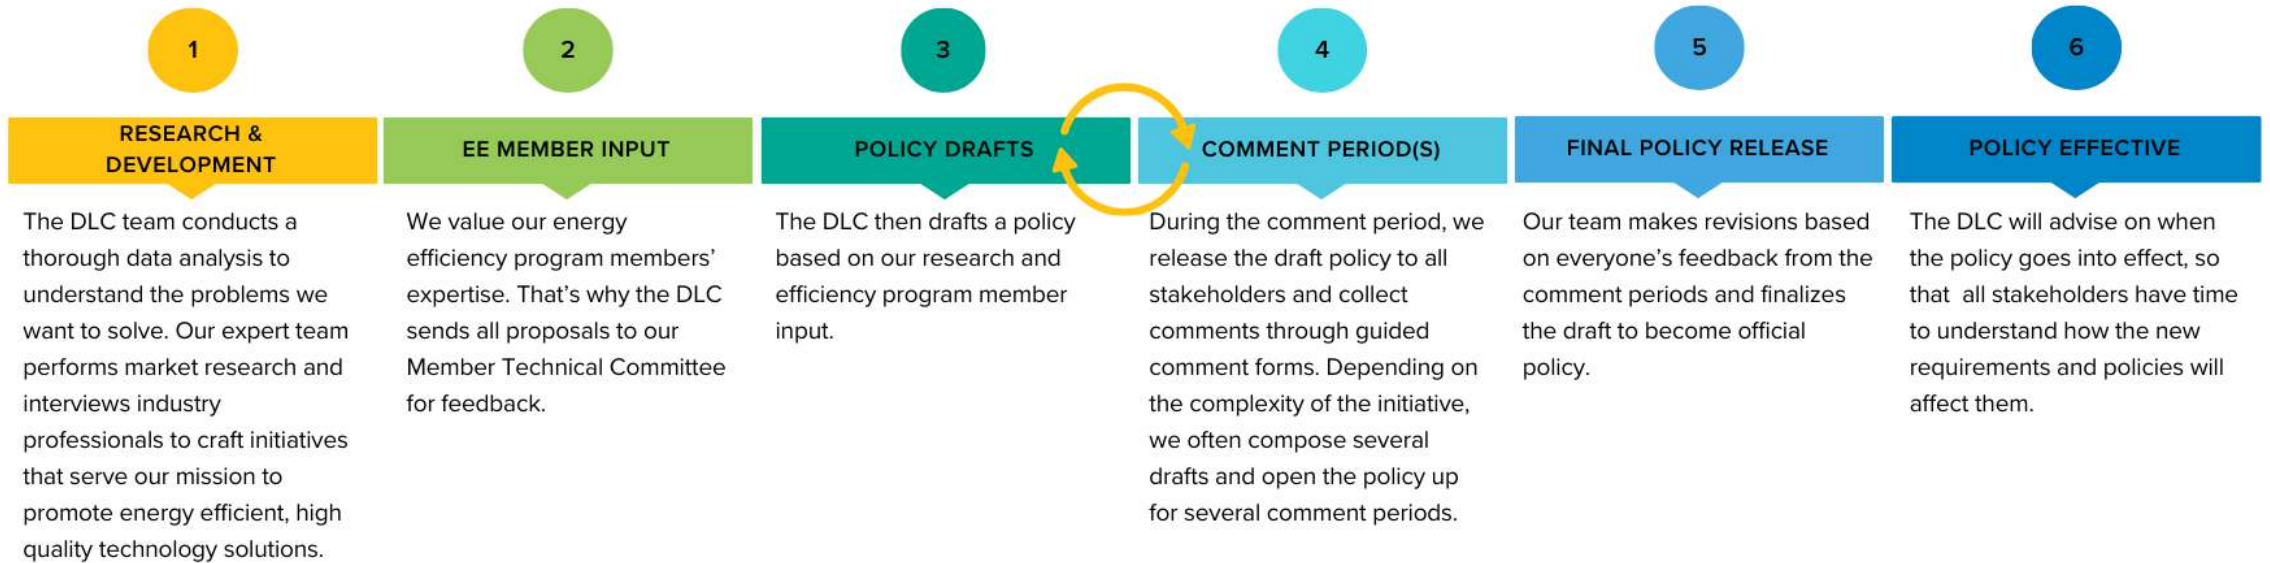 1
RESEARCH &
DEVELOPMENT
The DLC team conducts a
thorough data analysis to
understand the problems we
want to solve. Our expert team
performs market research and
interviews industry
professionals to craft initiatives
that serve our mission to
promote energy efficient, high
quality technology solutions.
2
EE MEMBER INPUT
We value our energy
efficiency program members’
expertise. That’s why the DLC
sends all proposals to our
Member Technical Committee
for feedback.
3
POLICY DRAFTS
The DLC then drafts a policy
based on our research and
efficiency program member
input.
4
COMMENT PERIOD(S)
During the comment period, we
release the draft policy to all
stakeholders and collect
comments through guided
comment forms. Depending on
the complexity of the initiative,
we often compose several
drafts and open the policy up
for several comment periods.
5
FINAL POLICY RELEASE
Our team makes revisions based
on everyone’s feedback from the
comment periods and finalizes
the draft to become official
policy.
6
POLICY EFFECTIVE
The DLC will advise on when
the policy goes into effect, so
that all stakeholders have time
to understand how the new
requirements and policies will
affect them.